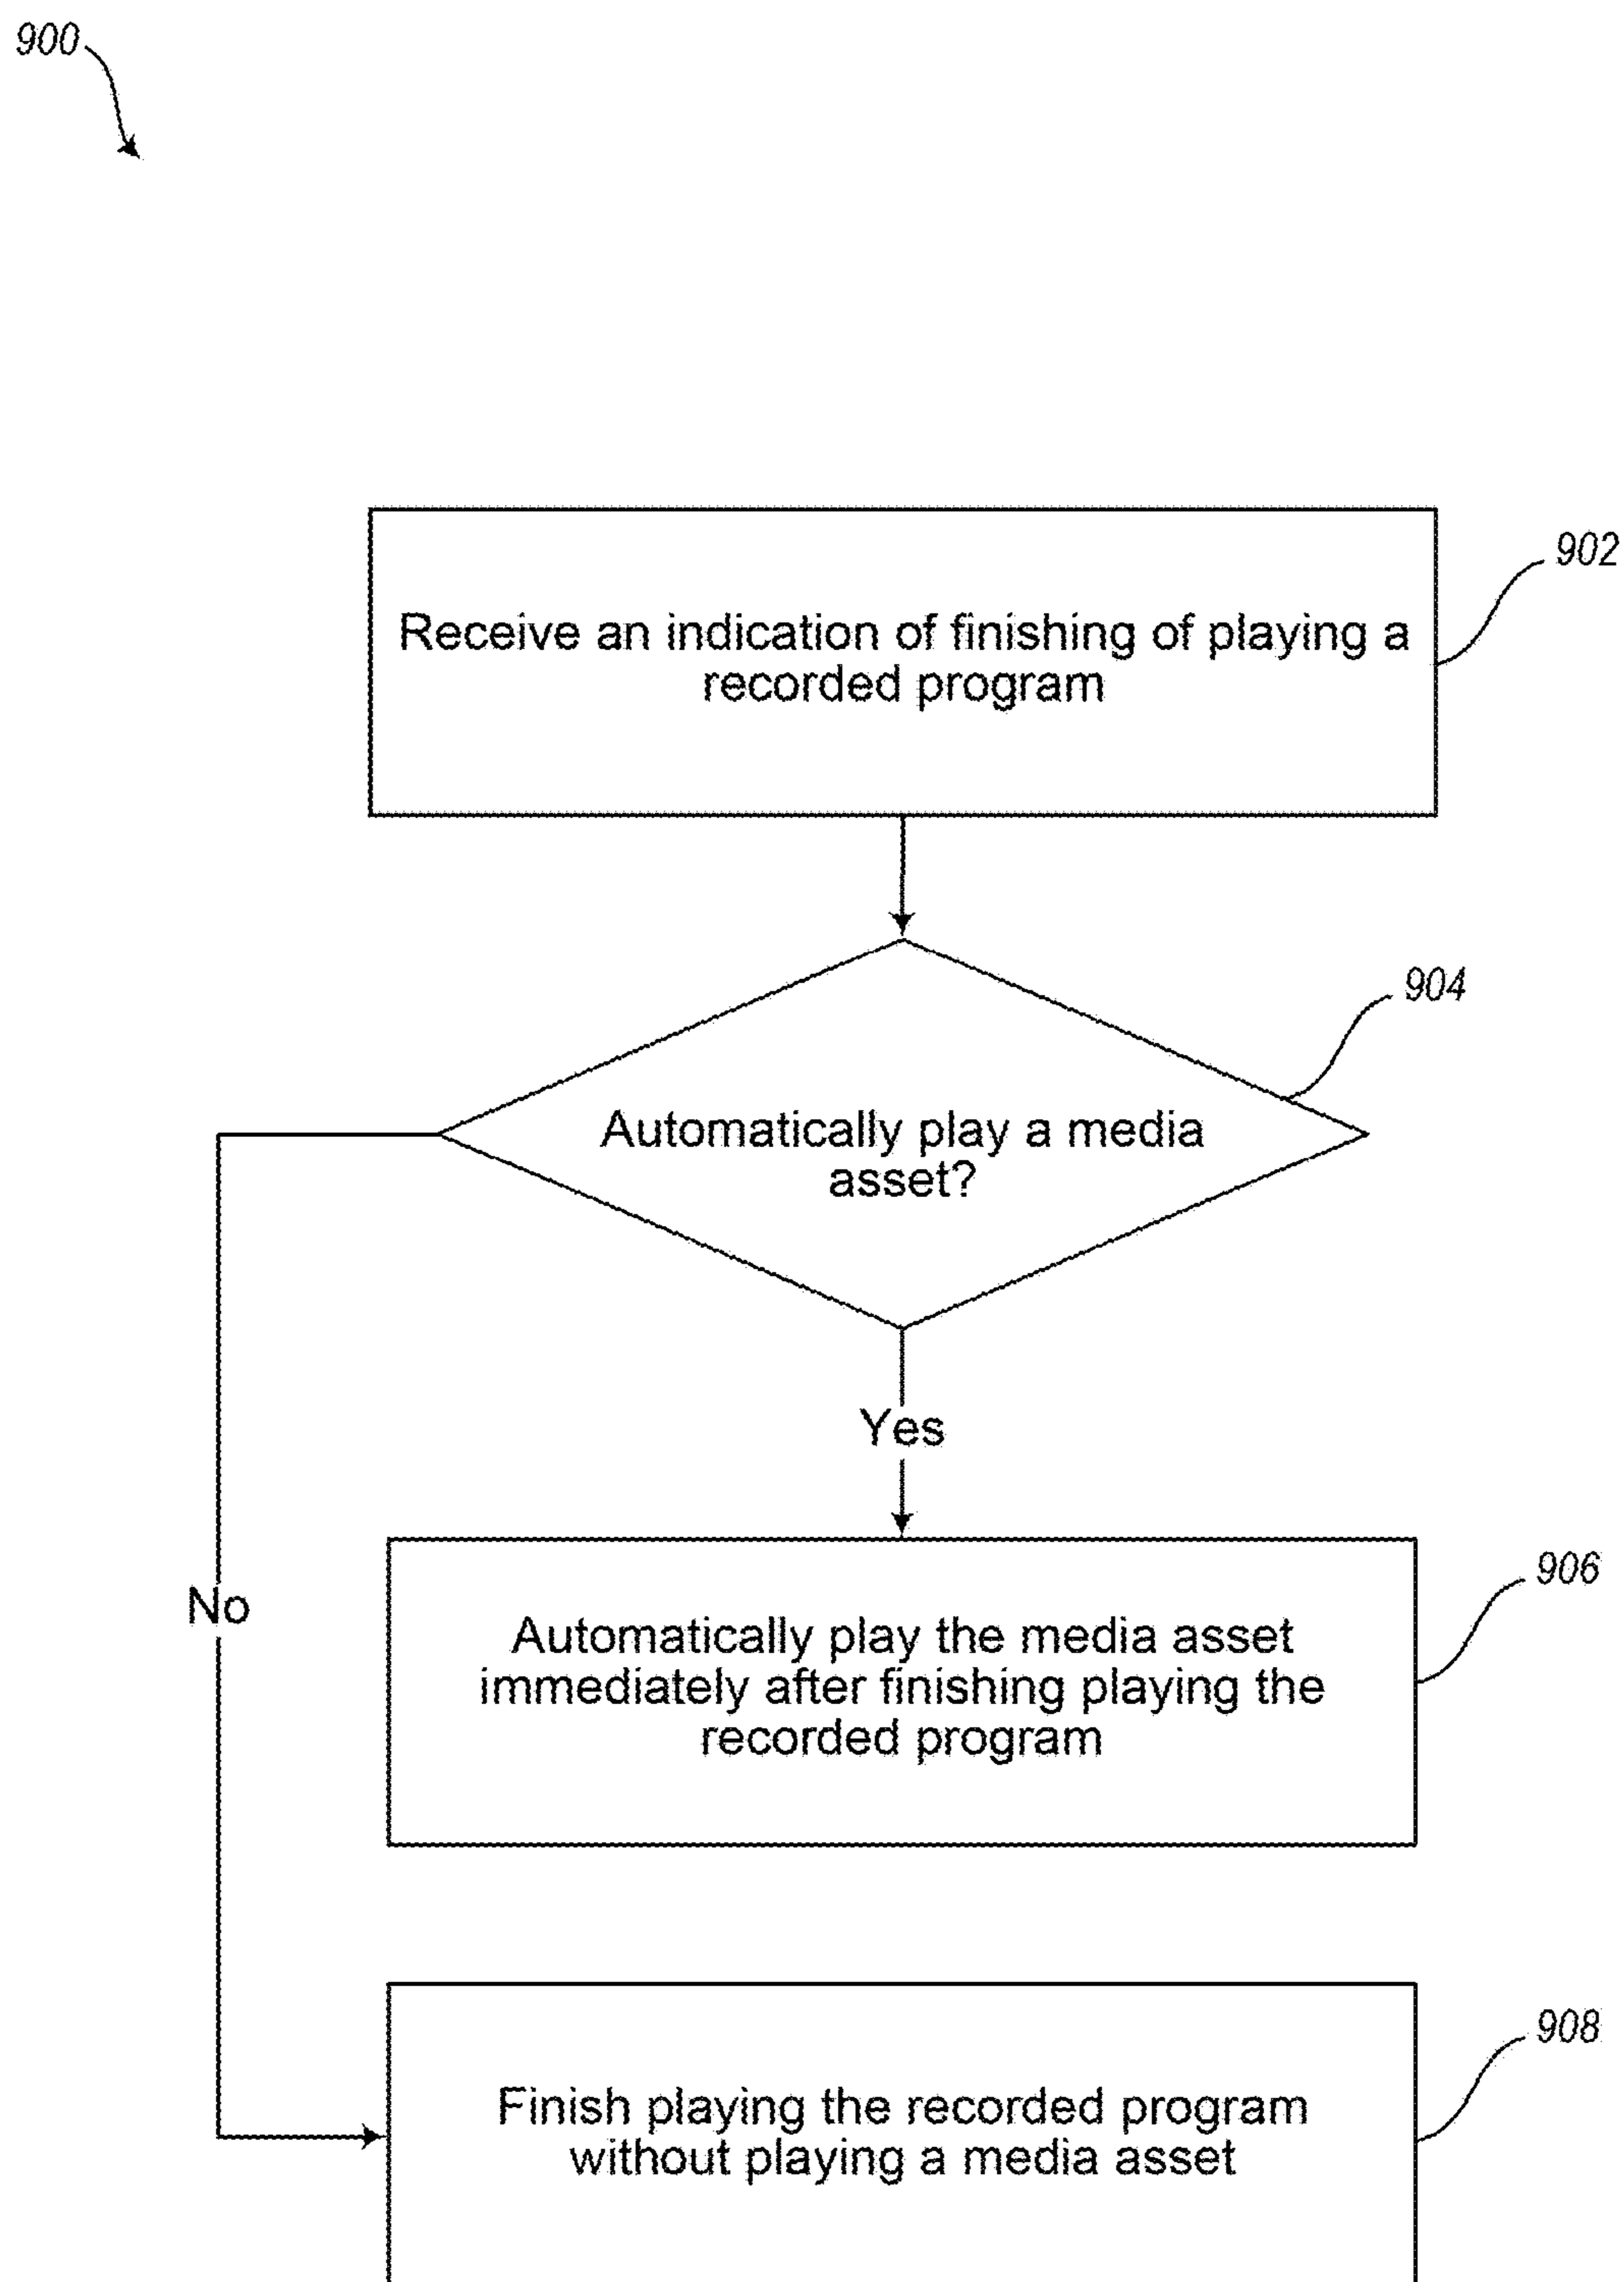 900
902
Receive an indication of finishing of playing a
recorded program
904
Automatically play a media
asset?
Yes
No
906
Automatically play the media asset
immediately after finishing playing the
recorded program
908
Finish playing the recorded program
without playing a media asset